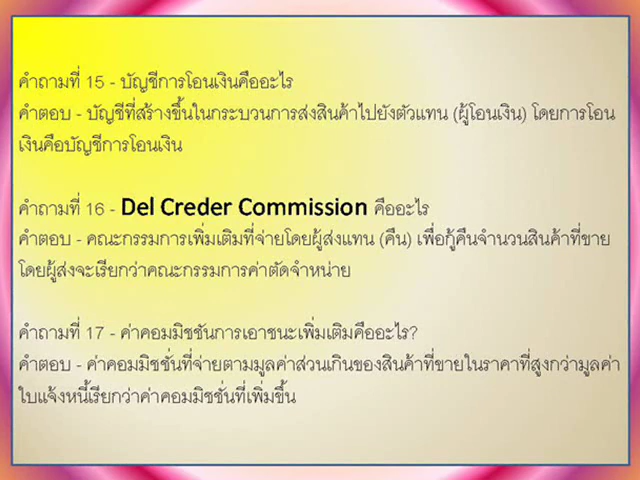 คำถามที่ 15 - บัญชีการโอนเงินคืออะไร
คำตอบ - บัญชีที่สร้างขึ้นในกระบวนการส่งสินค้าไปยังตัวแทน (ผู้โอนเงิน) โดยการโอน
เงินคือบัญชีการโอนเงิน
คำถามที่ 16 - Del Creder Commission คืออะไร
คำตอบ - คณะกรรมการเพิ่มเติมที่จ่ายโดยผู้ส่งแทน (คืน) เพื่อกู้คืนจำนวนสินค้าที่ขาย
โดยผู้ส่งจะเรียกว่าคณะกรรมการค่าตัดจำหน่าย
คำถามที่ 17 - ค่าคอมมิชชันการเอาชนะเพิ่มเติมคืออะไร?
คำตอบ - ค่าคอมมิชชั่นที่จ่ายตามมูลค่าส่วนเกินของสินค้าที่ขายในราคาที่สูงกว่ามูลค่า
ใบแจ้งหนี้เรียกว่าค่าคอมมิชชั่นที่เพิ่มขึ้น